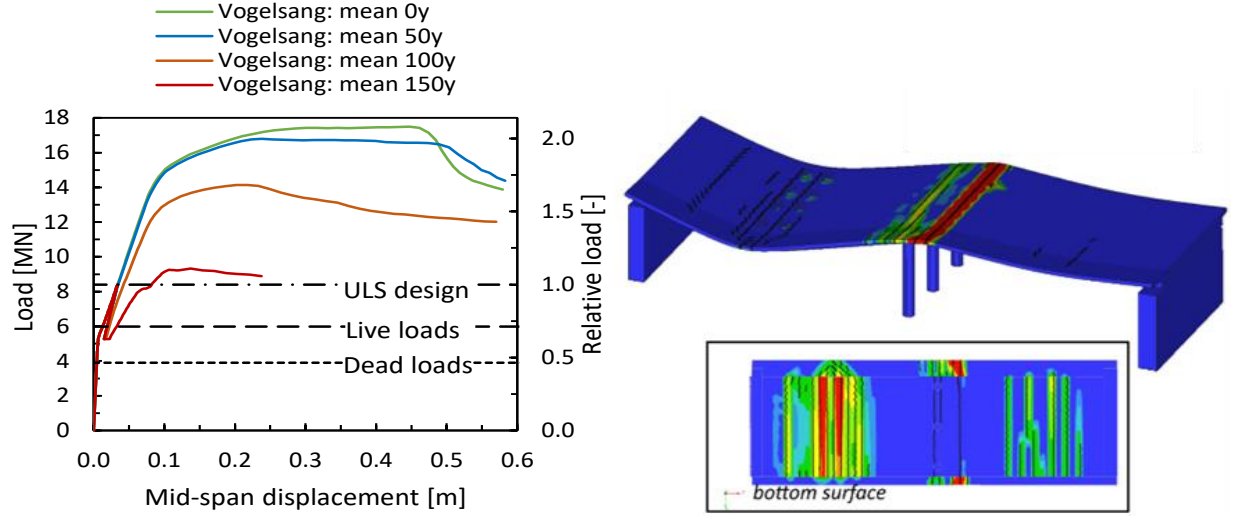 Vogelsang: mean 0y
Vogelsang: mean 50y
Vogelsang: mean 100y
Vogelsang: mean 150y
18
16
14
12
10
8
6
4
2
0
Load [MN]
2.0
1.5
1.0
0.5
0.0
Relative load [-]
ULS design
Live loads
Dead loads
0.0 0.1 0.2 0.3 0.4 0.5 0.6
Mid-span displacement [m]
bottom surface